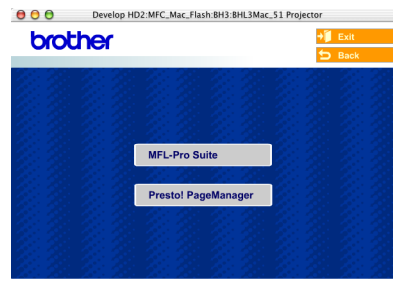 Develop HD2:MFC_Mac_Flash:BH3:BHL3Mac_51 Projector
brother
Exit
Back
MFL-Pro Suite
Presto! PageManager